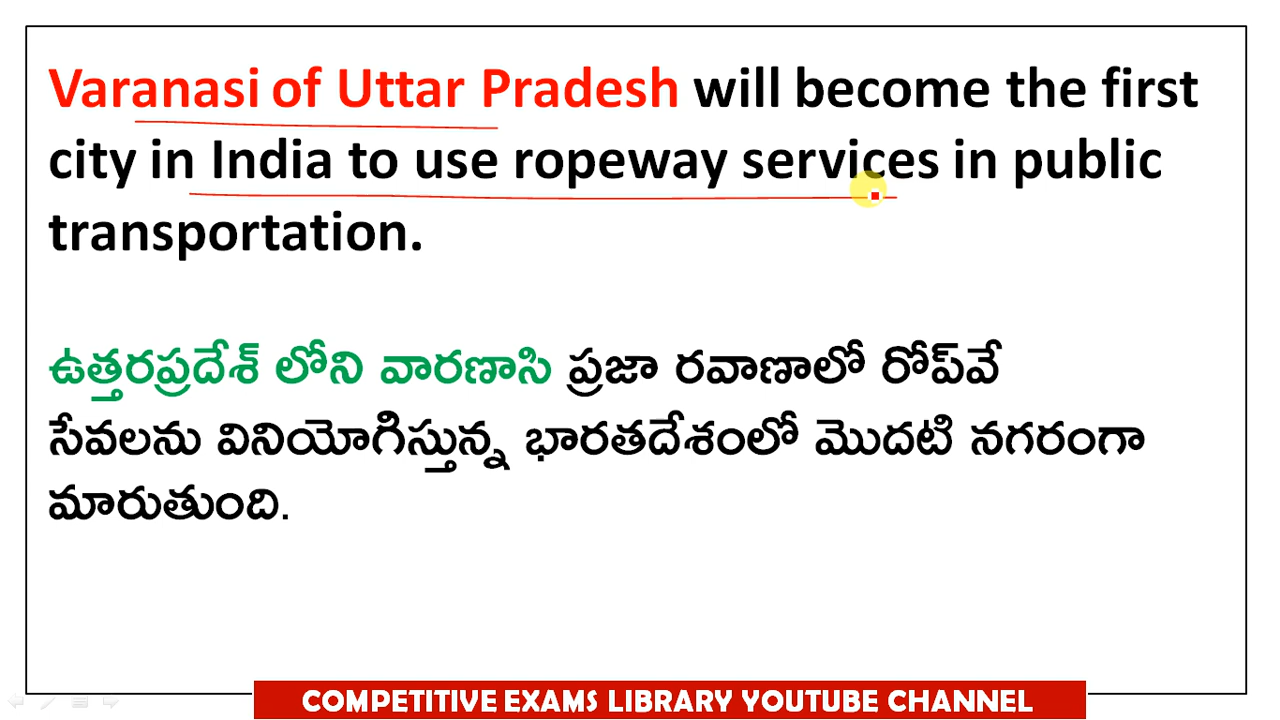 Varanasi of Uttar Pradesh will become the first
city in India to use ropeway services in public
transportation.
ఉత్తరప్రదేశ్ లోని వారణాసి ప్రజా రవాణాలో రోప్‌వే
సేవలను వినియోగిస్తున్న భారతదేశంలో మొదటి నగరంగా
మారుతుంది.
COMPETITIVE EXAMS LIBRARY YOUTUBE CHANNEL